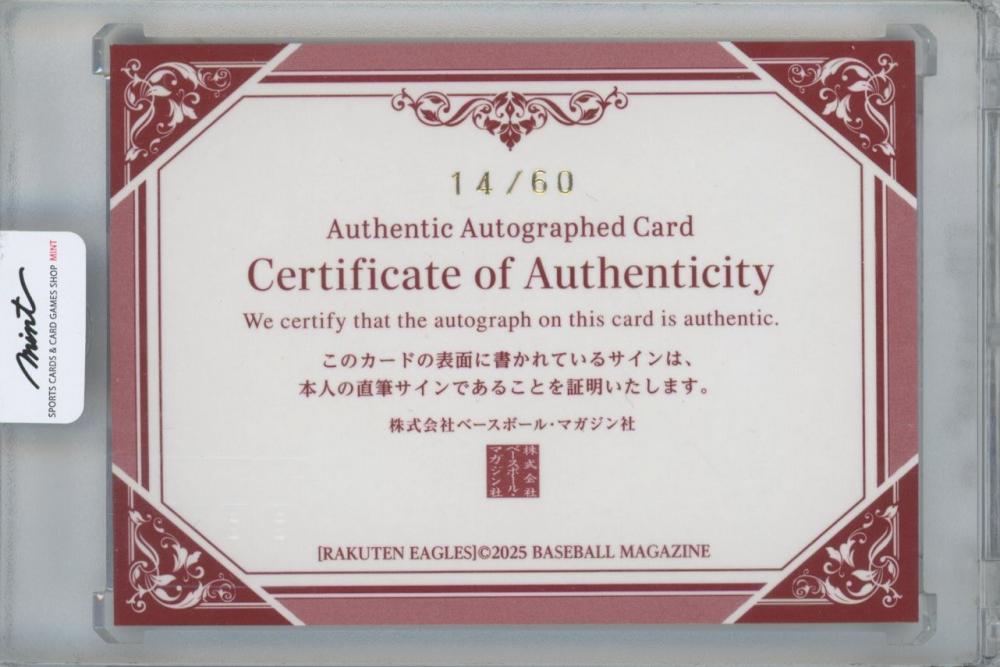 14/60
Authentic Autographed Card
Certificate of Authenticity
We certify that the autograph on this card is authentic.
このカードの表面に書かれているサインは、
本人の直筆サインであることを証明いたします。
株式会社ベースボール・マガジン社
株式会社
ベースボール・
マガジン社
[RAKUTEN EAGLES]©2025 BASEBALL MAGAZINE
mint
SPORTS CARDS & CARD GAMES SHOP MINT